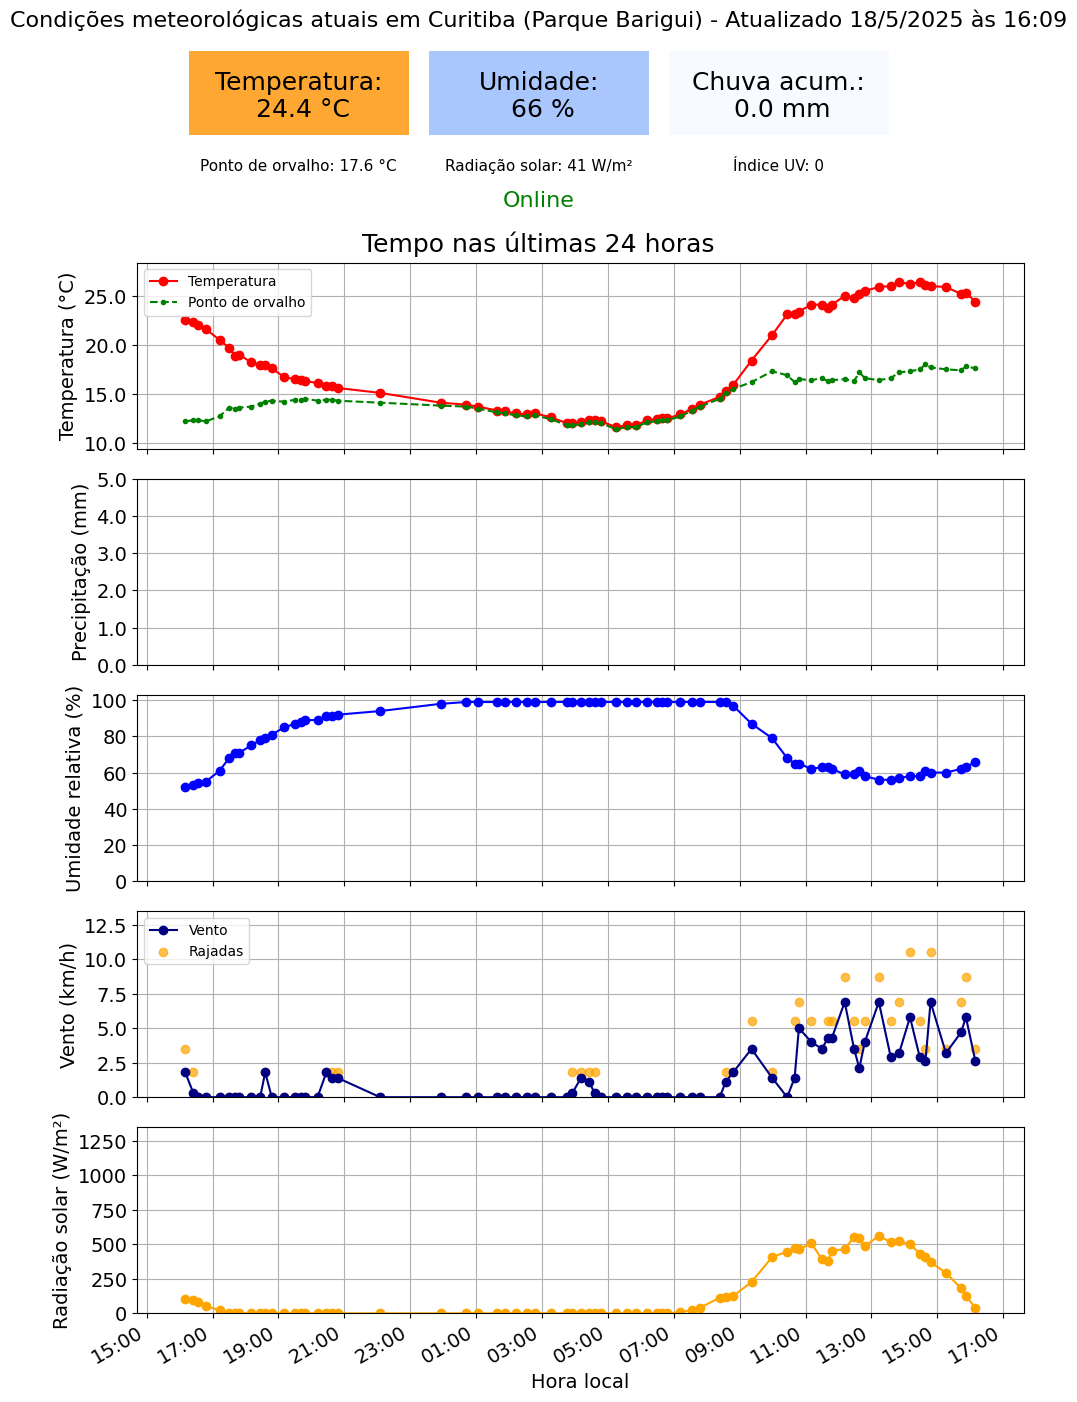 Condições meteorológicas atuais em Curitiba (Parque Barigui) - Atualizado 18/5/2025 às 16:09
Temperatura:
24.4 °C
Umidade:
66 %
Chuva acum.:
0.0 mm
Ponto de orvalho: 17.6 °C
Radiação solar: 41 W/m²
Índice UV: 0
Online
Tempo nas últimas 24 horas
Temperatura (°C)
25.0
20.0
15.0
10.0
Temperatura
Ponto de orvalho
Precipitação (mm)
5.0
4.0
3.0
2.0
1.0
0.0
Umidade relativa (%)
100
80
60
40
20
0
Vento (km/h)
12.5
10.0
7.5
5.0
2.5
0.0
Vento
Rajadas
Radiação solar (W/m²)
1250
1000
750
500
250
0
15:00
17:00
19:00
21:00
23:00
01:00
03:00
05:00
07:00
09:00
11:00
13:00
15:00
17:00
Hora local